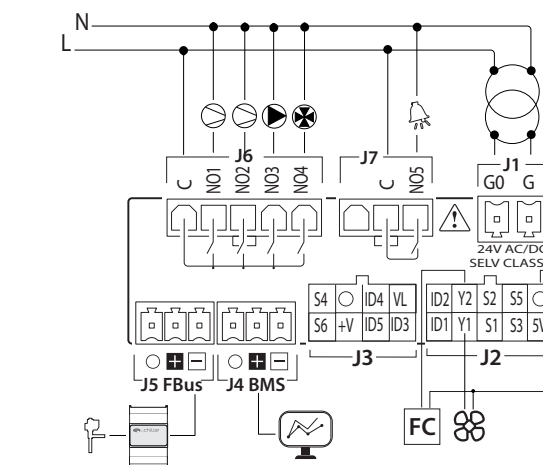 N
L
J6
J7
J1
C
NO1
NO2
NO3
NO4
C
NO5
G0 G
24V AC/DC
SELV CLASS
S4 ID4 VL
S6 +V ID5 ID3
ID2 Y2 S2 S5
ID1 Y1 S1 S3 5V
J3
J2
J5 FBus
J4 BMS
FC